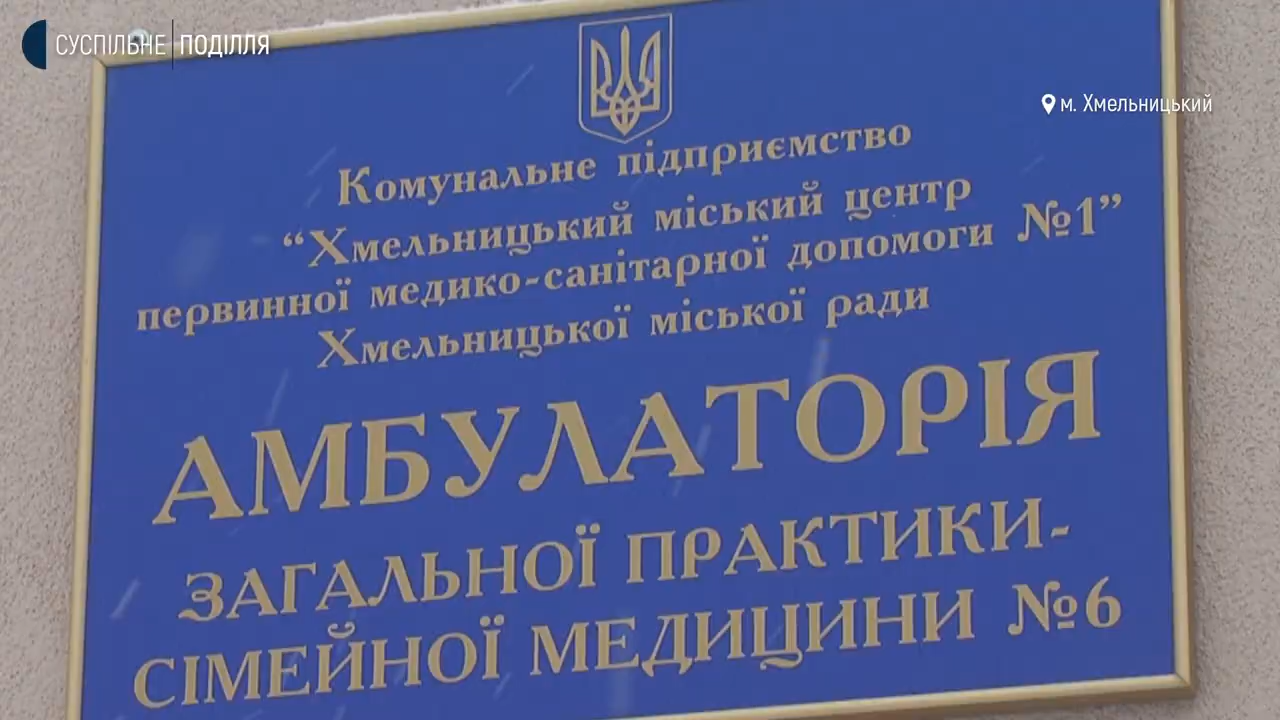 СУСПІЛЬНЕ ПОДІЛЛЯ
м. Хмельницький
Комунальне підприємство
“Хмельницький міський центр
первинної медико-санітарної допомоги №1”
Хмельницької міської ради
АМБУЛАТОРІЯ
ЗАГАЛЬНОЇ ПРАКТИКИ-
СІМЕЙНОЇ МЕДИЦИНИ №6